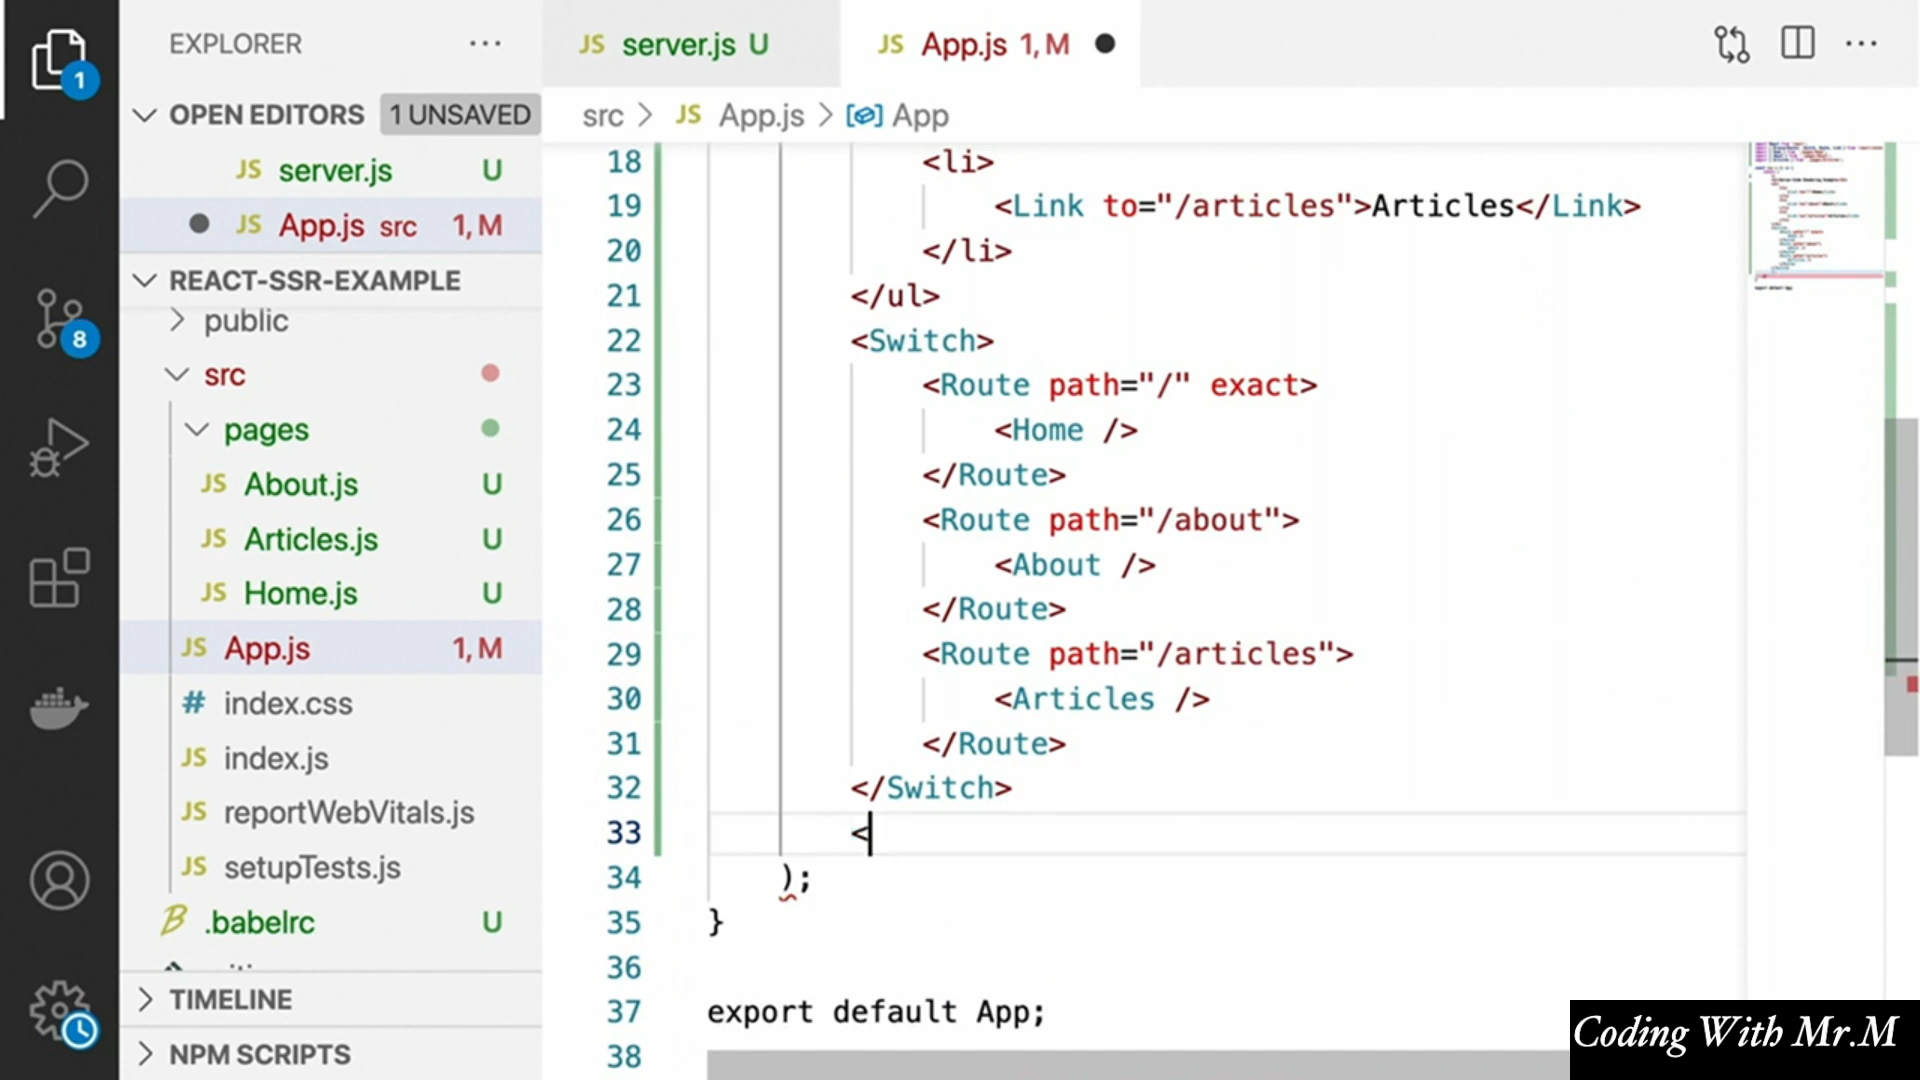 EXPLORER
OPEN EDITORS 1 UNSAVED
JS server.js U
JS App.js src 1, M
REACT-SSR-EXAMPLE
public
src
pages
JS About.js U
JS Articles.js U
JS Home.js U
JS App.js 1, M
# index.css
JS index.js
JS reportWebVitals.js
JS setupTests.js
.babelrc U
TIMELINE
NPM SCRIPTS
1
8
JS server.js U JS App.js 1, M
src > JS App.js > App
18 <li>
19 <Link to="/articles">Articles</Link>
20 </li>
21 </ul>
22 <Switch>
23 <Route path="/" exact>
24 <Home />
25 </Route>
26 <Route path="/about">
27 <About />
28 </Route>
29 <Route path="/articles">
30 <Articles />
31 </Route>
32 </Switch>
33 <
34 );
35 }
36
37 export default App;
38
Coding With Mr.M